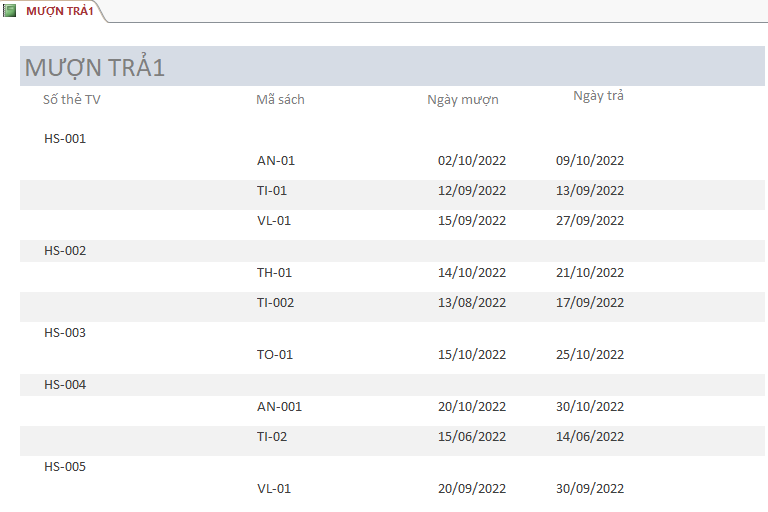 MƯỢN TRẢ1
MƯỢN TRẢ1
Số thẻ TV Mã sách Ngày mượn Ngày trả
HS-001
AN-01 02/10/2022 09/10/2022
TI-01 12/09/2022 13/09/2022
VL-01 15/09/2022 27/09/2022
HS-002
TH-01 14/10/2022 21/10/2022
TI-002 13/08/2022 17/09/2022
HS-003
TO-01 15/10/2022 25/10/2022
HS-004
AN-001 20/10/2022 30/10/2022
TI-02 15/06/2022 14/06/2022
HS-005
VL-01 20/09/2022 30/09/2022